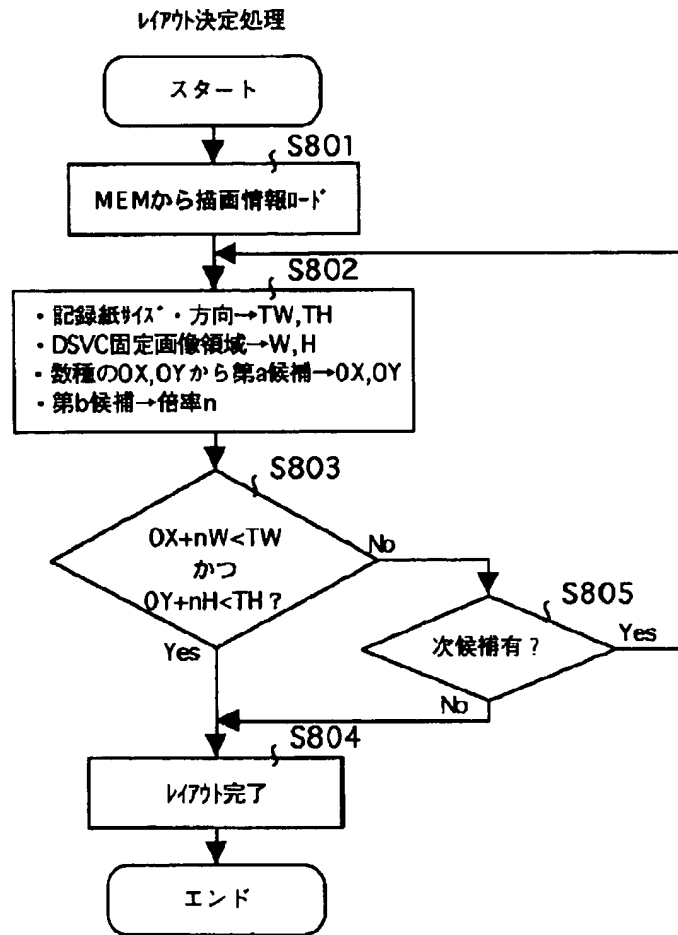 レイアウト決定処理
スタート
S801
MEMから描画情報ロード
S802
・記録紙サイズ・方向→TW,TH
・DSVC固定画像領域→W,H
・数種のOX,OYから第a候補→OX,OY
・第b候補→倍率n
S803
OX+nW<TW
かつ
OY+nH<TH？
No
Yes
S805
次候補有？
Yes
No
S804
レイアウト完了
エンド